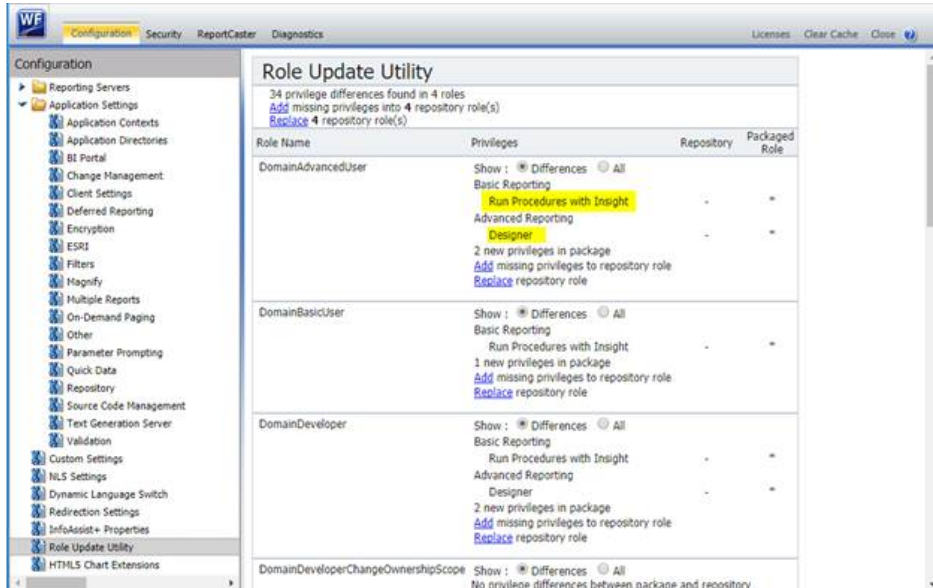 WF
Configuration Security ReportCaster Diagnostics Licenses Clear Cache Close ?
Configuration
Reporting Servers
Application Settings
Application Contexts
Application Directories
BI Portal
Change Management
Client Settings
Deferred Reporting
Encryption
ESRI
Filters
Magnify
Multiple Reports
On-Demand Paging
Other
Parameter Prompting
Quick Data
Repository
Source Code Management
Text Generation Server
Validation
Custom Settings
NLS Settings
Dynamic Language Switch
Redirection Settings
InfoAssist+ Properties
Role Update Utility
HTML5 Chart Extensions
Role Update Utility
34 privilege differences found in 4 roles
Add missing privileges into 4 repository role(s)
Replace 4 repository role(s)
Role Name Privileges Repository Packaged Role
DomainAdvancedUser Show : Differences All
Basic Reporting
Run Procedures with Insight - *
Advanced Reporting
Designer - *
2 new privileges in package
Add missing privileges to repository role
Replace repository role
DomainBasicUser Show : Differences All
Basic Reporting
Run Procedures with Insight - *
1 new privileges in package
Add missing privileges to repository role
Replace repository role
DomainDeveloper Show : Differences All
Basic Reporting
Run Procedures with Insight - *
Advanced Reporting
Designer - *
2 new privileges in package
Add missing privileges to repository role
Replace repository role
DomainDeveloperChangeOwnershipScope Show : Differences All
No privilege differences between package and repository